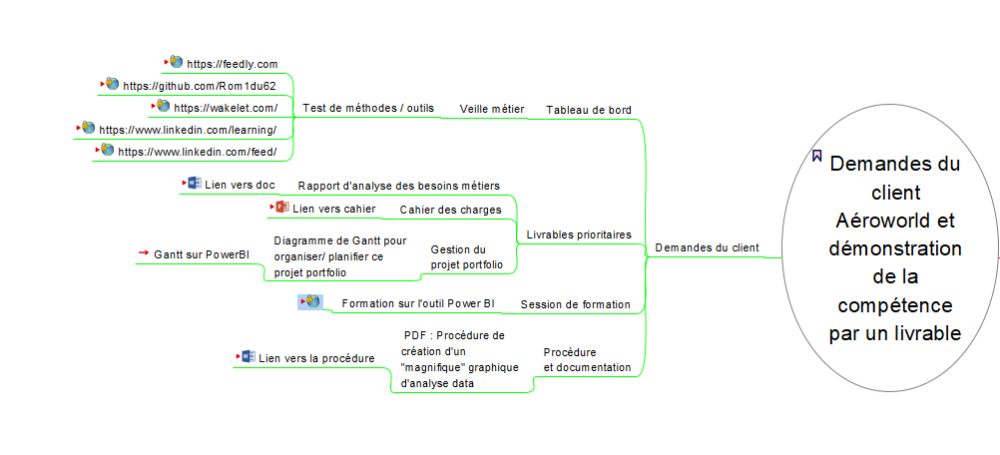 https://feedly.com
https://github.com/Rom1du62
https://wakelet.com/
https://www.linkedin.com/learning/
https://www.linkedin.com/feed/
Test de méthodes / outils
Veille métier
Tableau de bord
Lien vers doc
Rapport d'analyse des besoins métiers
Lien vers cahier
Cahier des charges
Livrables prioritaires
Gantt sur PowerBI
Diagramme de Gantt pour
organiser/ planifier ce
projet portfolio
Gestion du
projet portfolio
Formation sur l'outil Power BI
Session de formation
Lien vers la procédure
PDF : Procédure de
création d'un
"magnifique" graphique
d'analyse data
Procédure
et documentation
Demandes du client
Demandes du
client
Aéroworld et
démonstration
de la
compétence
par un livrable